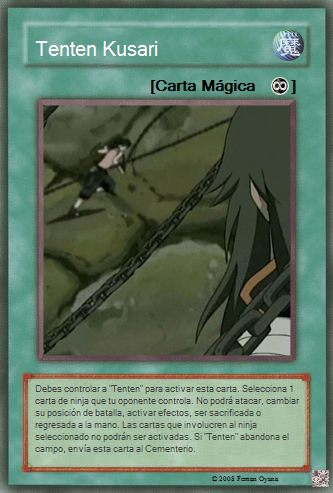 Tenten Kusari
魔
[Carta Mágica ∞]
Debes controlar a "Tenten" para activar esta carta. Selecciona 1
carta de ninja que tu oponente controla. No podrá atacar, cambiar
su posición de batalla, activar efectos, ser sacrificada o
regresada a la mano. Las cartas que involucren al ninja
seleccionado no podrán ser activadas. Si "Tenten" abandona el
campo, envía esta carta al Cementerio.
© 2008 Fernan Oyana